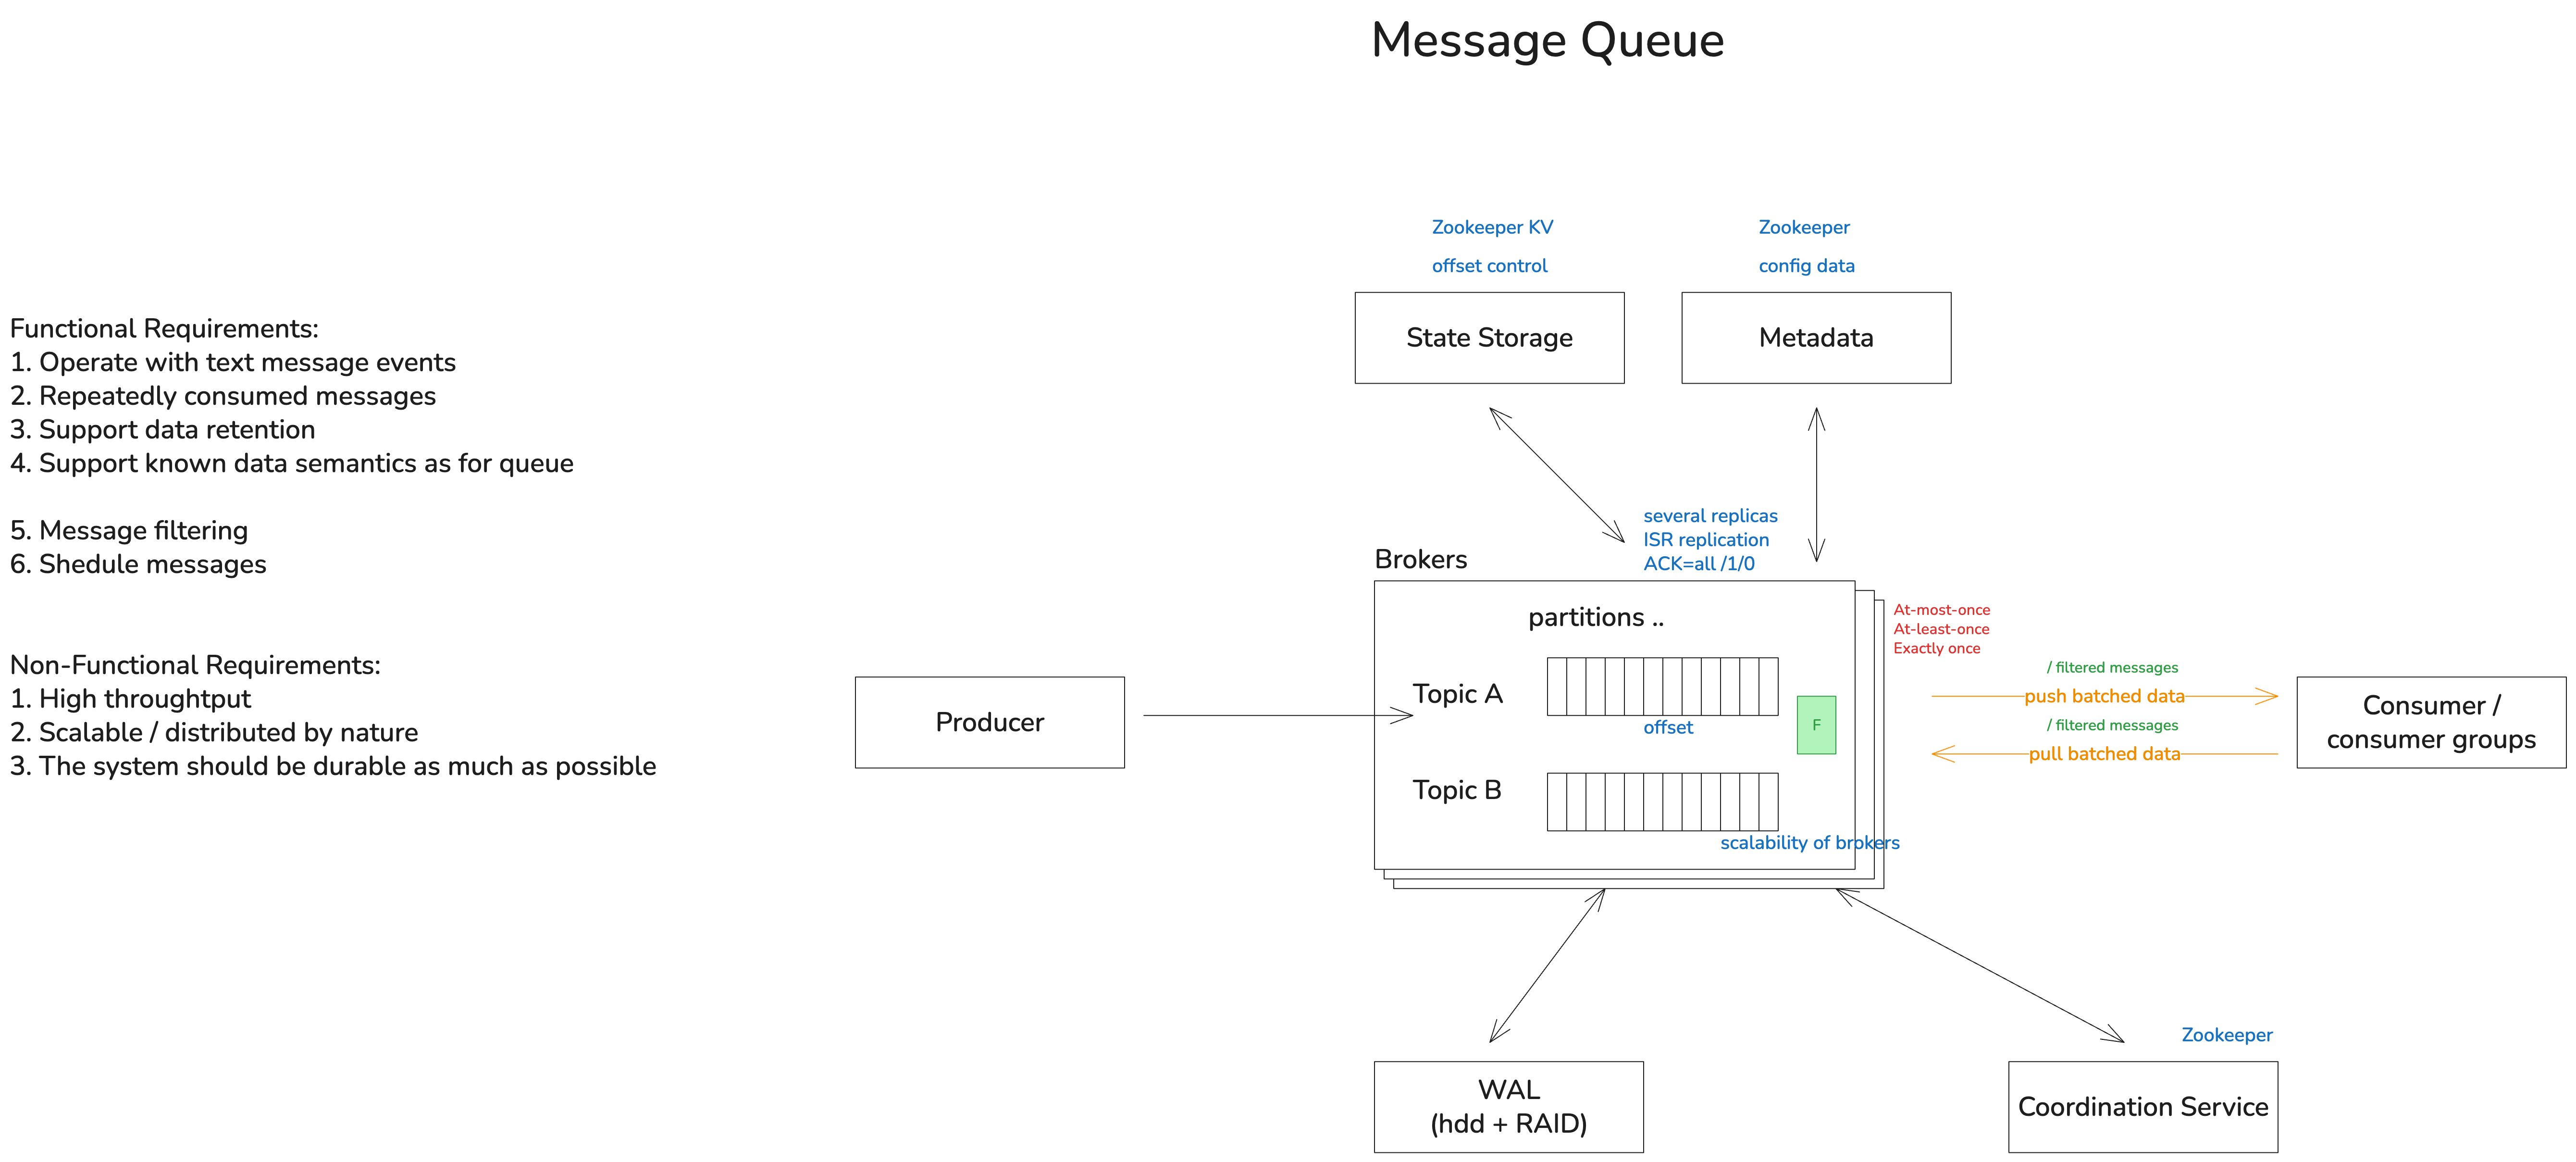 Message Queue
Functional Requirements:
1. Operate with text message events
2. Repeatedly consumed messages
3. Support data retention
4. Support known data semantics as for queue
5. Message filtering
6. Shedule messages
Non-Functional Requirements:
1. High throughtput
2. Scalable / distributed by nature
3. The system should be durable as much as possible
Producer
Zookeeper KV
offset control
State Storage
Zookeeper
config data
Metadata
several replicas
ISR replication
ACK=all /1/0
Brokers
partitions ..
Topic A
offset
F
Topic B
scalability of brokers
At-most-once
At-least-once
Exactly once
/ filtered messages
push batched data
/ filtered messages
pull batched data
Consumer /
consumer groups
WAL
(hdd + RAID)
Zookeeper
Coordination Service